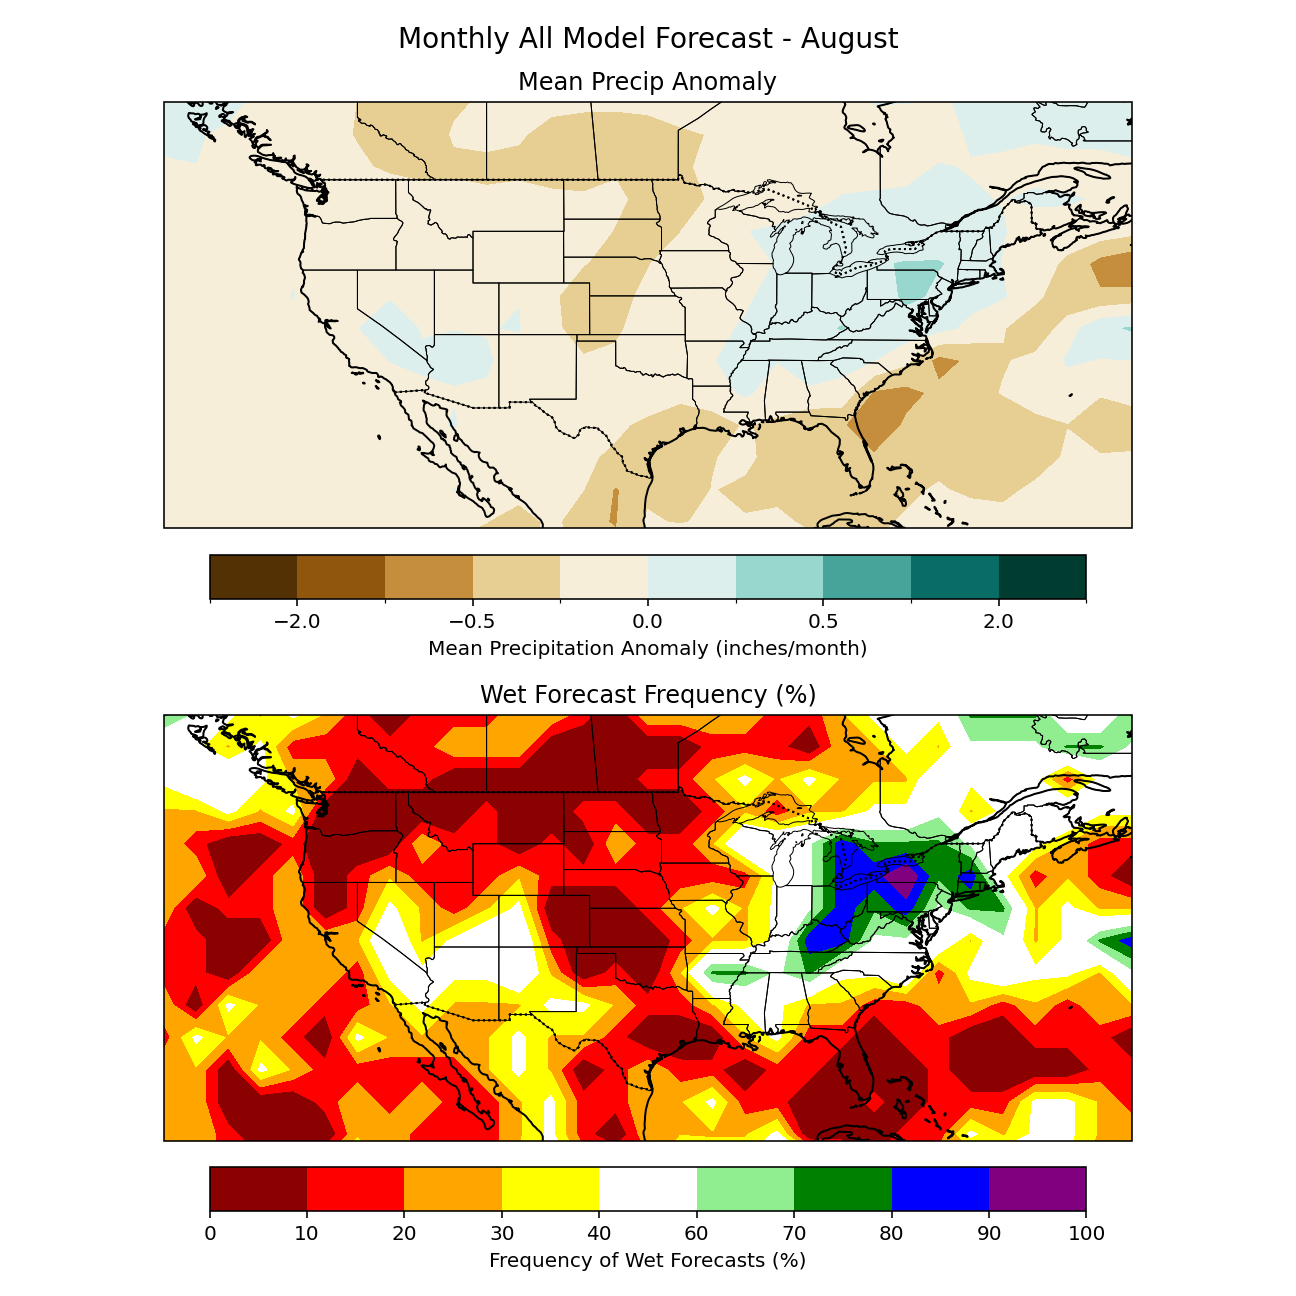 Monthly All Model Forecast - August
Mean Precip Anomaly
−2.0 −0.5 0.0 0.5 2.0
Mean Precipitation Anomaly (inches/month)
Wet Forecast Frequency (%)
0 10 20 30 40 60 70 80 90 100
Frequency of Wet Forecasts (%)